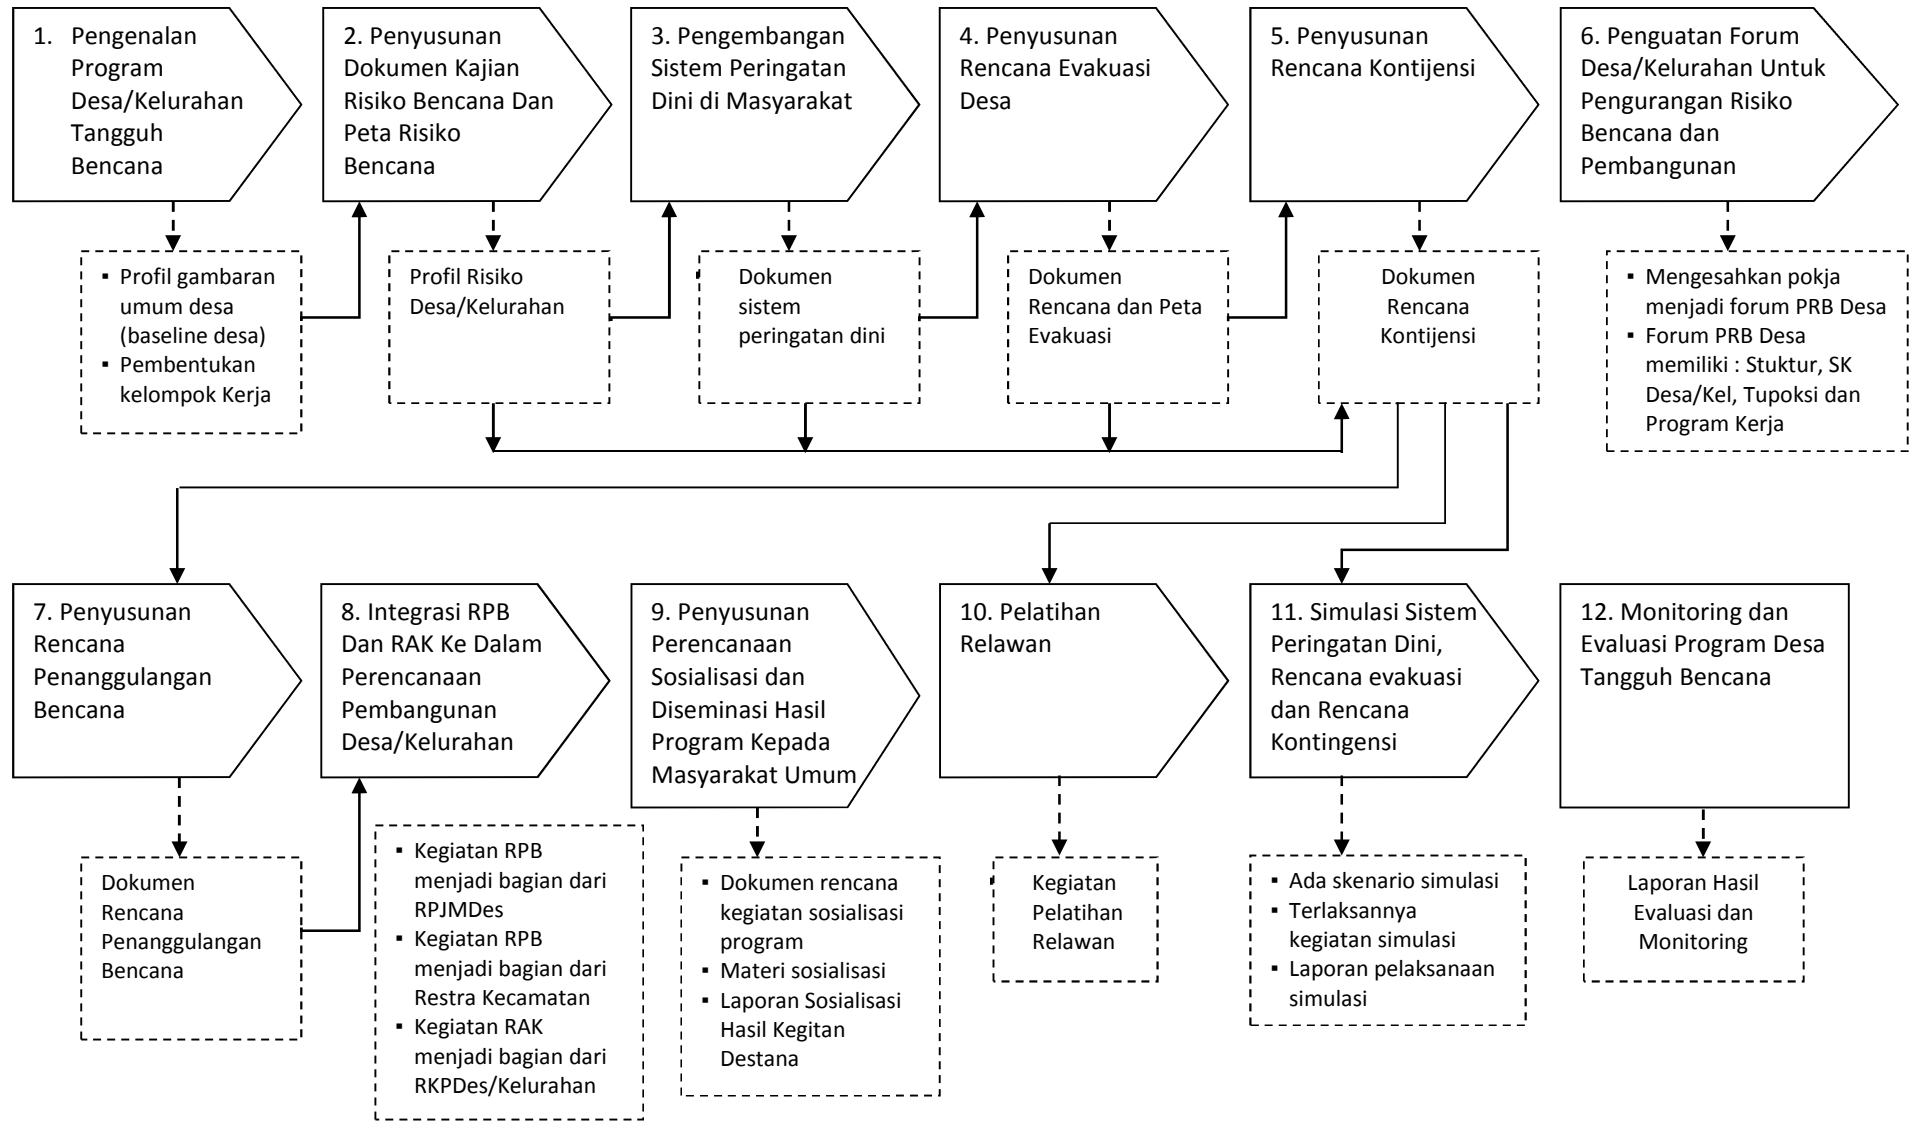 1. Pengenalan
Program
Desa/Kelurahan
Tangguh
Bencana
2. Penyusunan
Dokumen Kajian
Risiko Bencana Dan
Peta Risiko
Bencana
3. Pengembangan
Sistem Peringatan
Dini di Masyarakat
4. Penyusunan
Rencana Evakuasi
Desa
5. Penyusunan
Rencana Kontijensi
6. Penguatan Forum
Desa/Kelurahan Untuk
Pengurangan Risiko
Bencana dan
Pembangunan
▪ Profil gambaran
umum desa
(baseline desa)
▪ Pembentukan
kelompok Kerja
Profil Risiko
Desa/Kelurahan
Dokumen
sistem
peringatan dini
Dokumen
Rencana dan Peta
Evakuasi
Dokumen
Rencana
Kontijensi
▪ Mengesahkan pokja
menjadi forum PRB Desa
▪ Forum PRB Desa
memiliki : Stuktur, SK
Desa/Kel, Tupoksi dan
Program Kerja
7. Penyusunan
Rencana
Penanggulangan
Bencana
8. Integrasi RPB
Dan RAK Ke Dalam
Perencanaan
Pembangunan
Desa/Kelurahan
9. Penyusunan
Perencanaan
Sosialisasi dan
Diseminasi Hasil
Program Kepada
Masyarakat Umum
10. Pelatihan
Relawan
11. Simulasi Sistem
Peringatan Dini,
Rencana evakuasi
dan Rencana
Kontingensi
12. Monitoring dan
Evaluasi Program Desa
Tangguh Bencana
Dokumen
Rencana
Penanggulangan
Bencana
▪ Kegiatan RPB
menjadi bagian dari
RPJMDes
▪ Kegiatan RPB
menjadi bagian dari
Restra Kecamatan
▪ Kegiatan RAK
menjadi bagian dari
RKPDes/Kelurahan
▪ Dokumen rencana
kegiatan sosialisasi
program
▪ Materi sosialisasi
▪ Laporan Sosialisasi
Hasil Kegitan
Destana
Kegiatan
Pelatihan
Relawan
▪ Ada skenario simulasi
▪ Terlaksannya
kegiatan simulasi
▪ Laporan pelaksanaan
simulasi
Laporan Hasil
Evaluasi dan
Monitoring